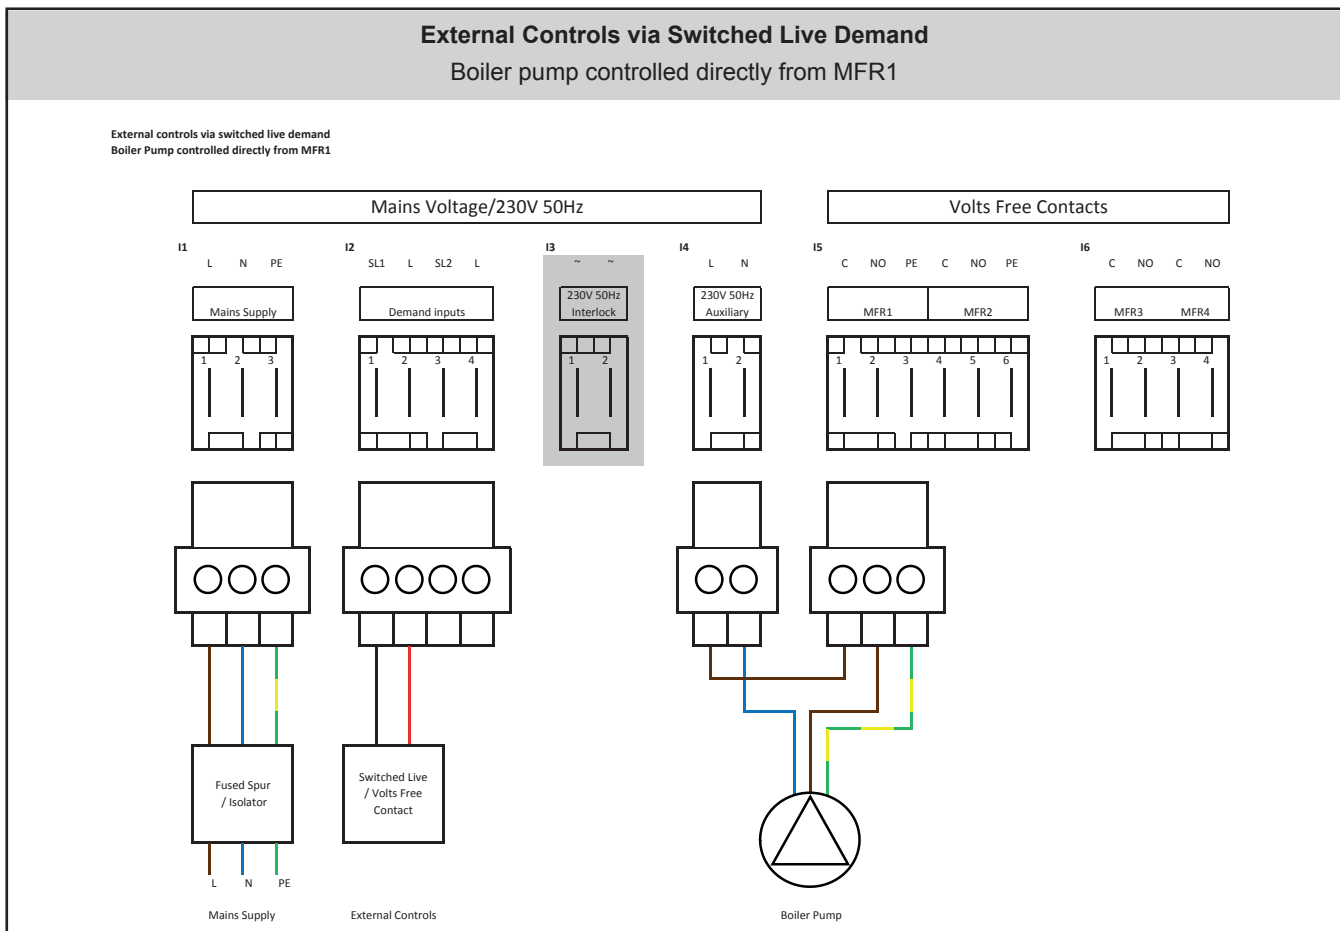 External Controls via Switched Live Demand
Boiler pump controlled directly from MFR1
External controls via switched live demand
Boiler Pump controlled directly from MFR1
Mains Voltage/230V 50Hz
Volts Free Contacts
I1 I2 I3 I4 I5 I6
L N PE SL1 L SL2 L ~ ~ L N C NO PE C NO PE C NO C NO
230V 50Hz 230V 50Hz
Mains Supply Demand inputs Interlock Auxiliary MFR1 MFR2 MFR3 MFR4
1 2 3 1 2 3 4 1 2 1 2 1 2 3 4 5 6 1 2 3 4
Fused Spur
/ Isolator
Switched Live
/ Volts Free
Contact
L N PE
Mains Supply External Controls Boiler Pump